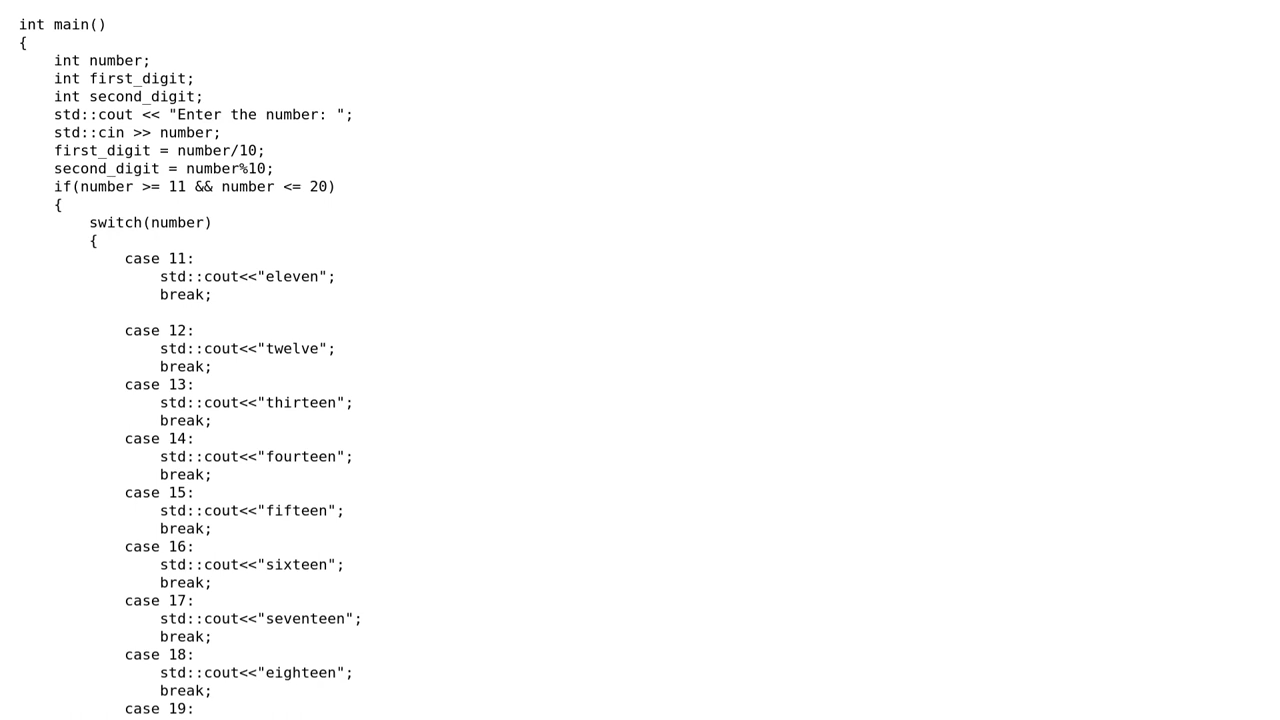 int main()
{
    int number;
    int first_digit;
    int second_digit;
    std::cout << "Enter the number: ";
    std::cin >> number;
    first_digit = number/10;
    second_digit = number%10;
    if(number >= 11 && number <= 20)
    {
        switch(number)
        {
            case 11:
                std::cout<<"eleven";
                break;

            case 12:
                std::cout<<"twelve";
                break;
            case 13:
                std::cout<<"thirteen";
                break;
            case 14:
                std::cout<<"fourteen";
                break;
            case 15:
                std::cout<<"fifteen";
                break;
            case 16:
                std::cout<<"sixteen";
                break;
            case 17:
                std::cout<<"seventeen";
                break;
            case 18:
                std::cout<<"eighteen";
                break;
            case 19: